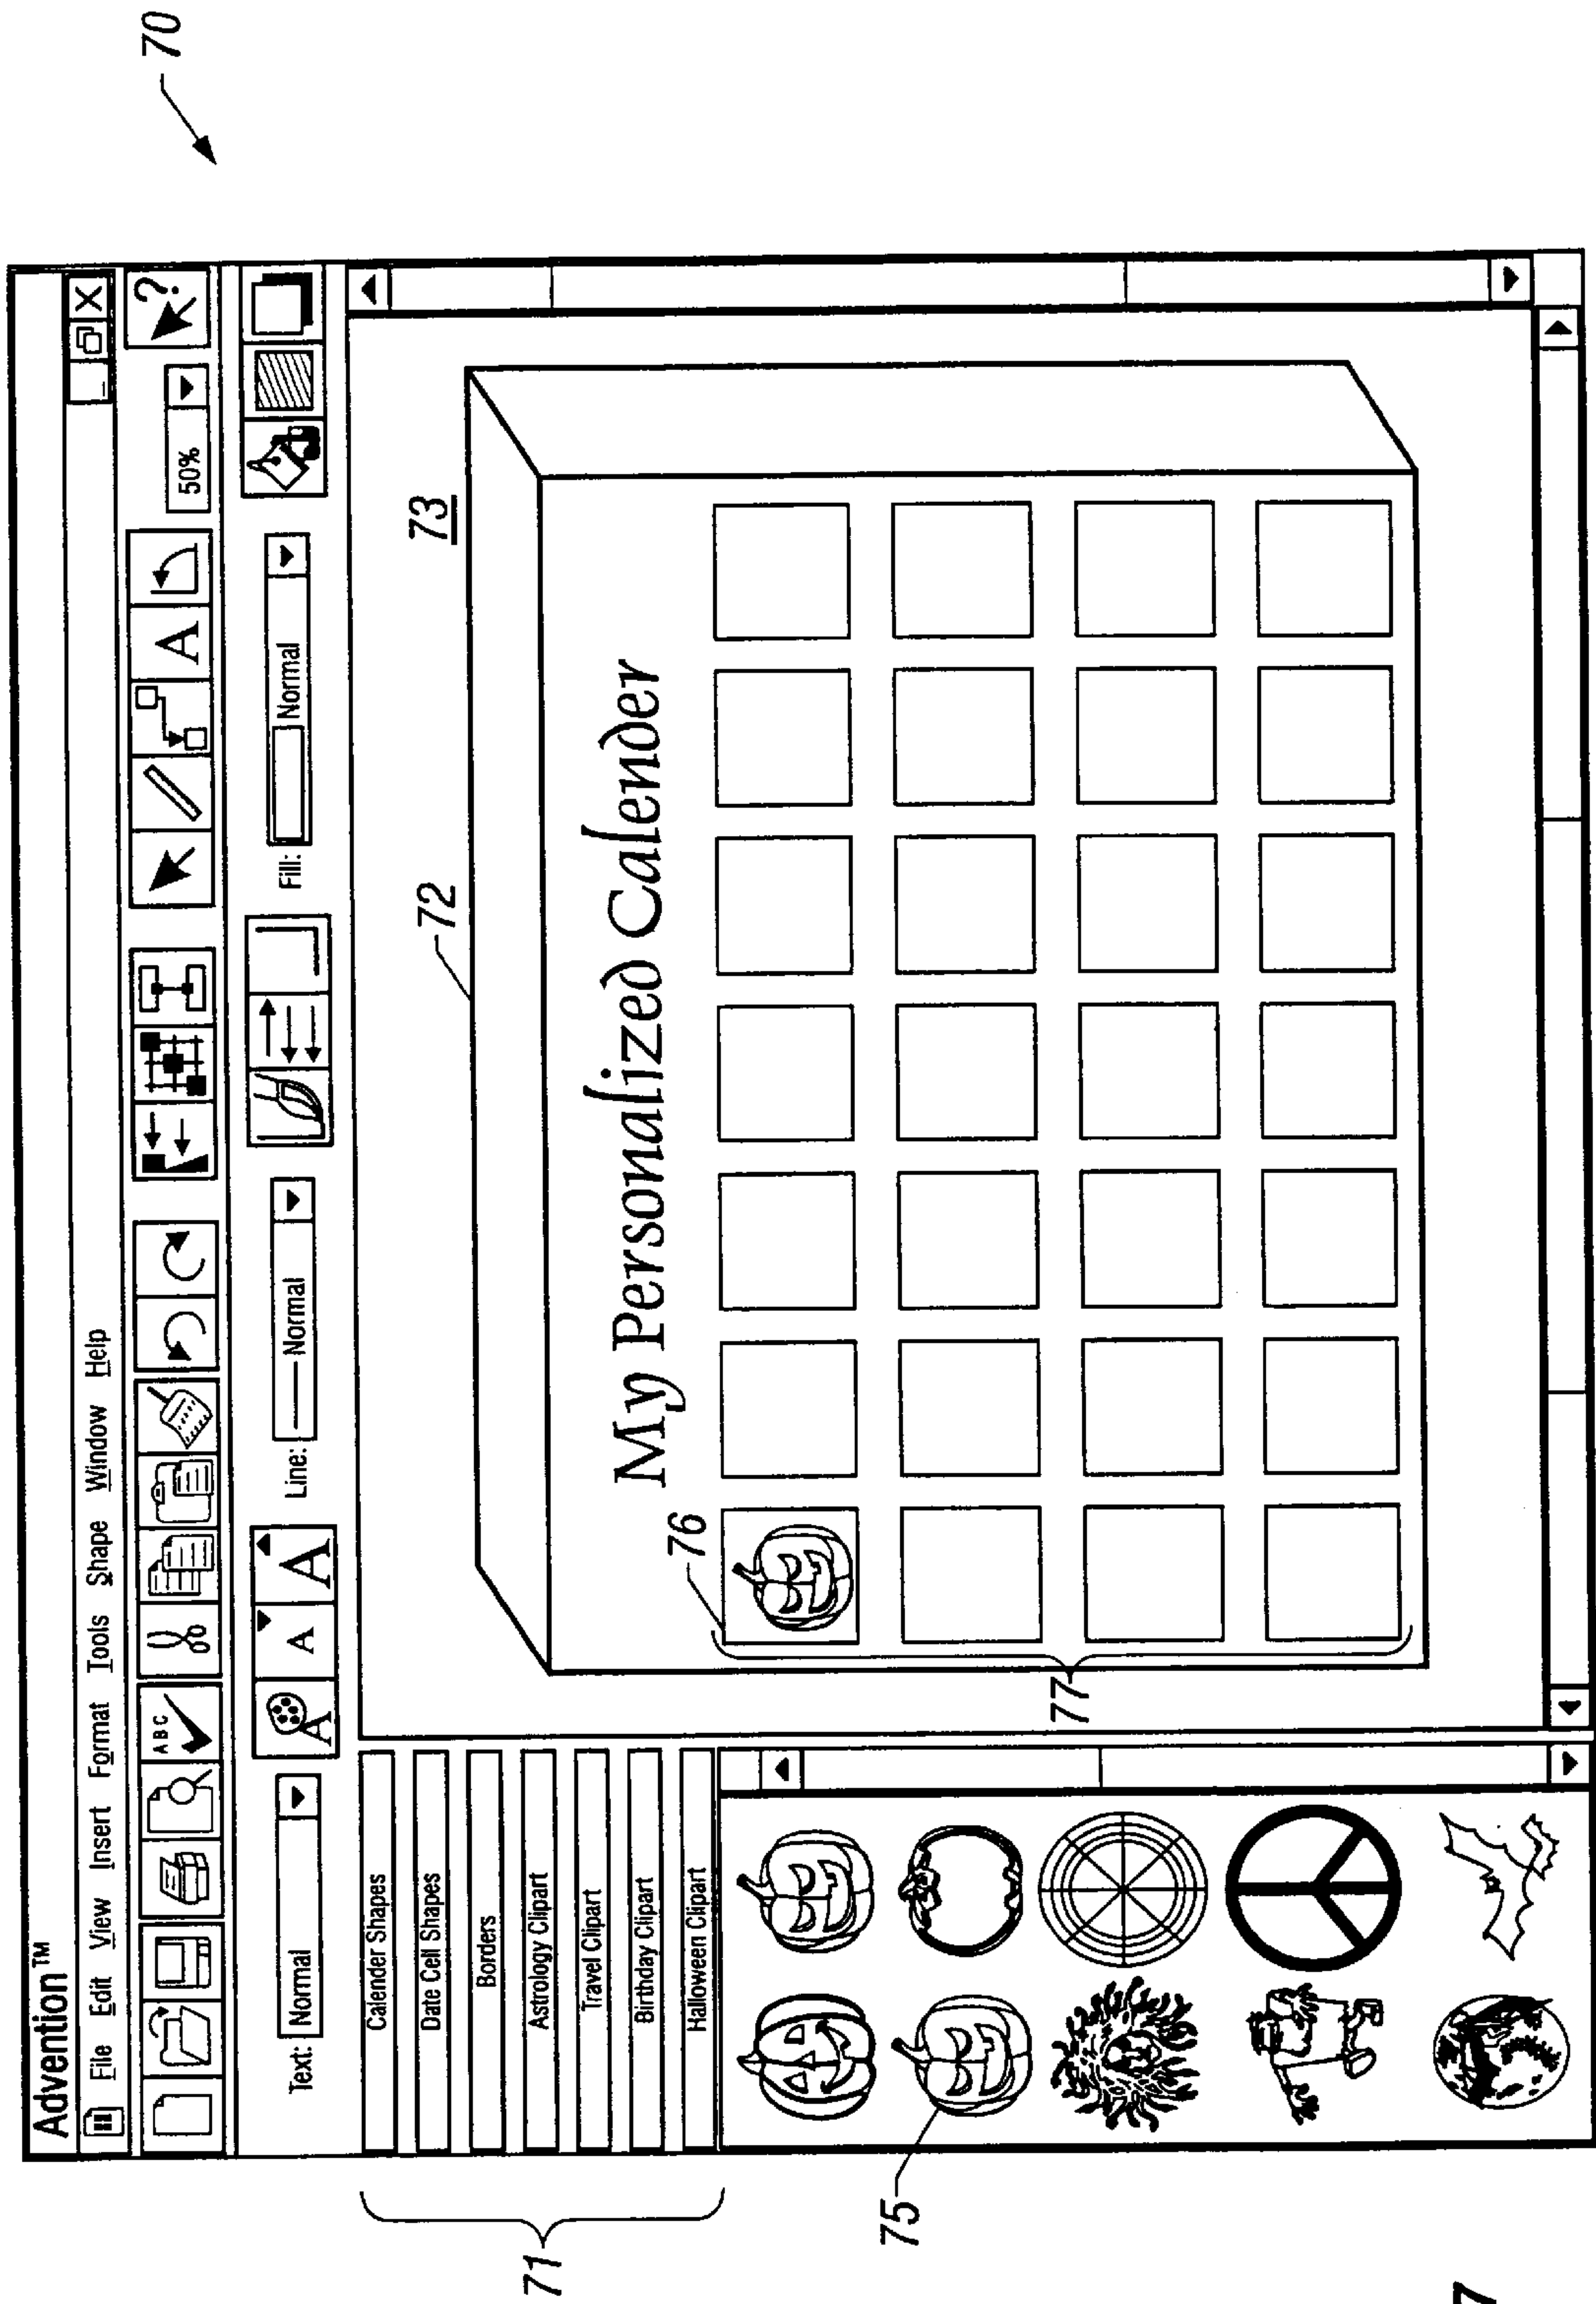 70
Advention™
File Edit View Insert Format Tools Shape Window Help
ABC
A
50%
?
Text: Normal
A A A
Line: Normal
Fill: Normal
71
Calender Shapes
Date Cell Shapes
Borders
Astrology Clipart
Travel Clipart
Birthday Clipart
Halloween Clipart
72
73
My Personalized Calender
76
77
75
7